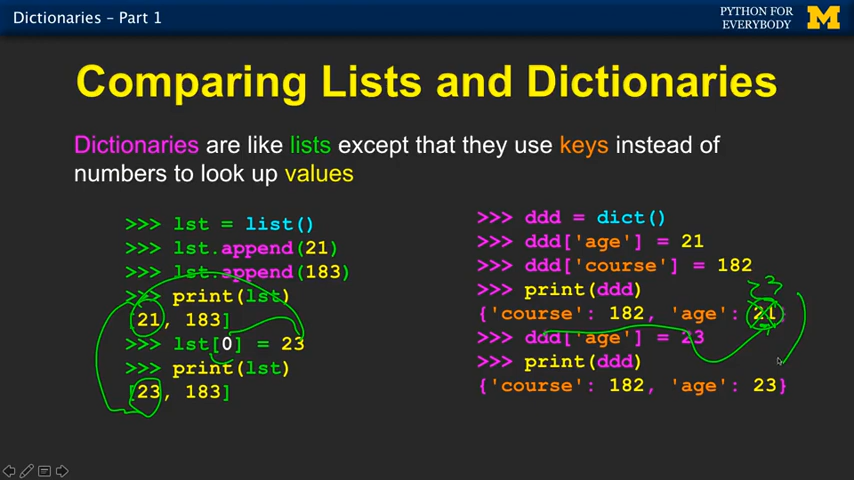 Dictionaries – Part 1
PYTHON FOR
EVERYBODY
M
Comparing Lists and Dictionaries
Dictionaries are like lists except that they use keys instead of
numbers to look up values
>>> lst = list()
>>> lst.append(21)
>>> lst.append(183)
>>> print(lst)
[21, 183]
>>> lst[0] = 23
>>> print(lst)
[23, 183]
>>> ddd = dict()
>>> ddd['age'] = 21
>>> ddd['course'] = 182
>>> print(ddd)
23
{'course': 182, 'age': 21}
>>> ddd['age'] = 23
>>> print(ddd)
{'course': 182, 'age': 23}